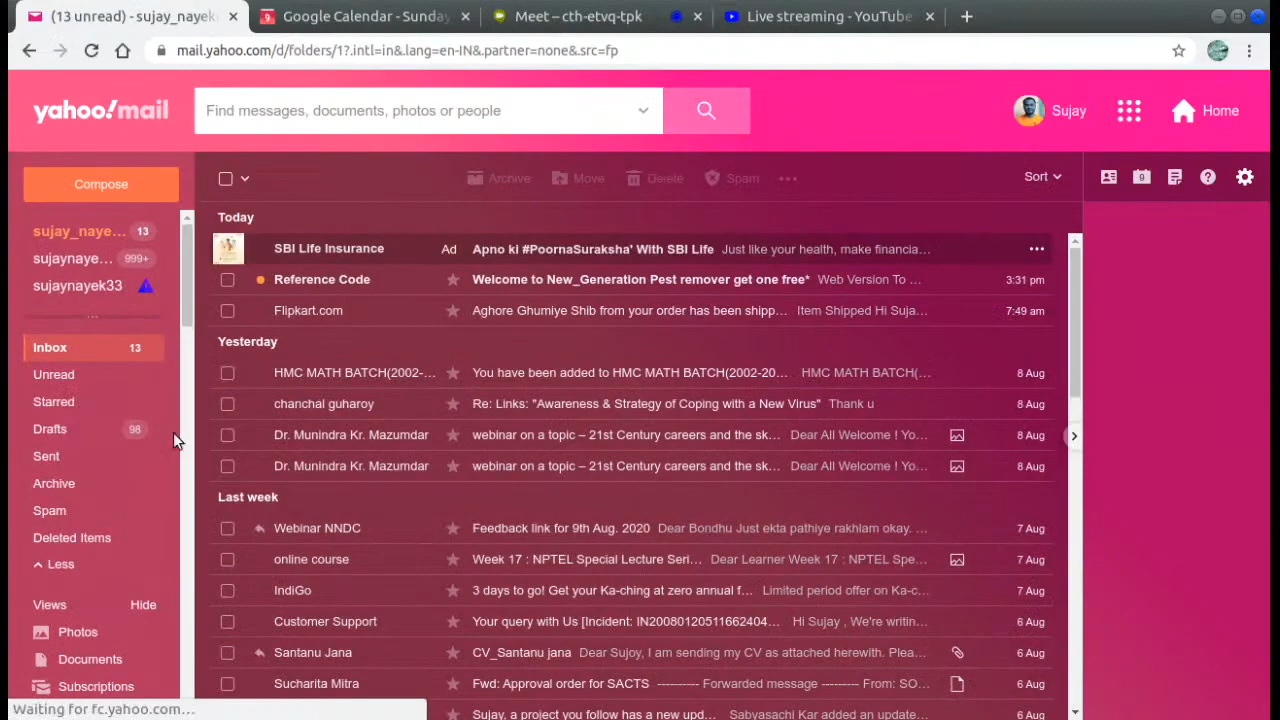 (13 unread) - sujay_nayek
Google Calendar - Sunday
Meet – cth-etvq-tpk
Live streaming - YouTube
mail.yahoo.com/d/folders/1?.intl=in&.lang=en-IN&.partner=none&.src=fp
yahoo!mail
Find messages, documents, photos or people
Sujay
Home
Compose
Archive Move Delete Spam
Sort
9
sujay_naye... 13
sujaynaye... 999+
sujaynayek33
Inbox 13
Unread
Starred
Drafts 98
Sent
Archive
Spam
Deleted Items
Less
Views Hide
Photos
Documents
Subscriptions
Today
SBI Life Insurance Ad Apno ki #PoornaSuraksha' With SBI Life Just like your health, make financia...
Reference Code Welcome to New_Generation Pest remover get one free* Web Version To ... 3:31 pm
Flipkart.com Aghore Ghumiye Shib from your order has been shipp... Item Shipped Hi Suja... 7:49 am
Yesterday
HMC MATH BATCH(2002-... You have been added to HMC MATH BATCH(2002-20... HMC MATH BATCH(... 8 Aug
chanchal guharoy Re: Links: "Awareness & Strategy of Coping with a New Virus" Thank u 8 Aug
Dr. Munindra Kr. Mazumdar webinar on a topic – 21st Century careers and the sk... Dear All Welcome ! Yo... 8 Aug
Dr. Munindra Kr. Mazumdar webinar on a topic – 21st Century careers and the sk... Dear All Welcome ! Yo... 8 Aug
Last week
Webinar NNDC Feedback link for 9th Aug. 2020 Dear Bondhu Just ekta pathiye rakhlam okay. ... 7 Aug
online course Week 17 : NPTEL Special Lecture Seri... Dear Learner Week 17 : NPTEL Spe... 7 Aug
IndiGo 3 days to go! Get your Ka-ching at zero annual f... Limited period offer on Ka-c... 7 Aug
Customer Support Your query with Us [Incident: IN20080120511662404... Hi Sujay , We're writin... 6 Aug
Santanu Jana CV_Santanu jana Dear Sujoy, I am sending my CV as attached herewith. Plea... 6 Aug
Sucharita Mitra Fwd: Approval order for SACTS ---------- Forwarded message --------- From: SO... 6 Aug
Sujay, a project you follow has a new upd... Sabyasachi Kar added an update... 6 Aug
Waiting for fc.yahoo.com...